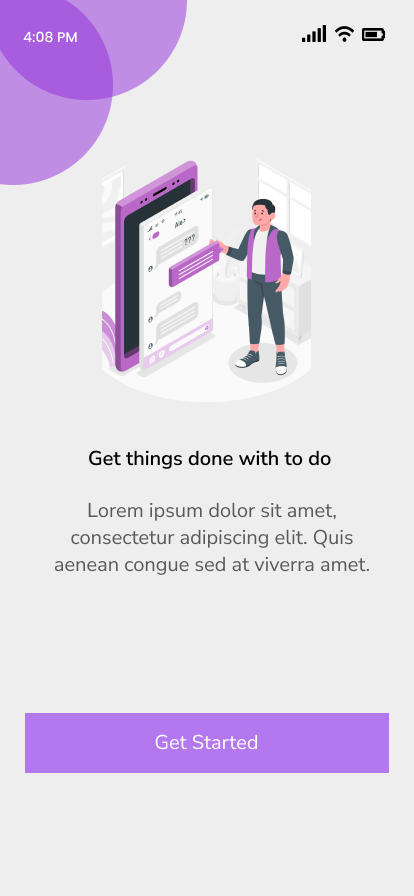 4:08 PM
???
Get things done with to do
Lorem ipsum dolor sit amet,
consectetur adipiscing elit. Quis
aenean congue sed at viverra amet.
Get Started